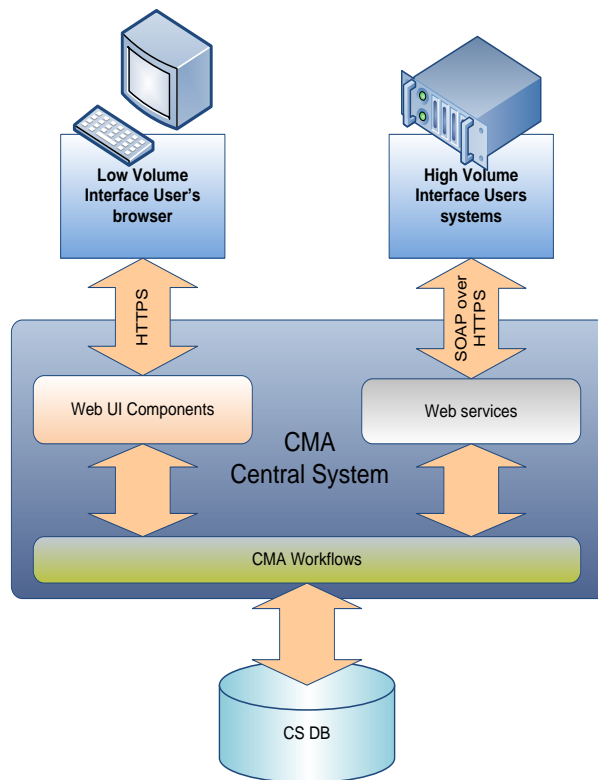 Low Volume
Interface User's
browser
High Volume
Interface Users
systems
HTTPS
SOAP over
HTTPS
Web UI Components
Web services
CMA
Central System
CMA Workflows
CS DB